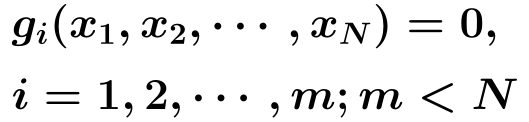 g_i(x_1, x_2, ⋯ , x_N) = 0,
i = 1, 2, ⋯ , m; m < N